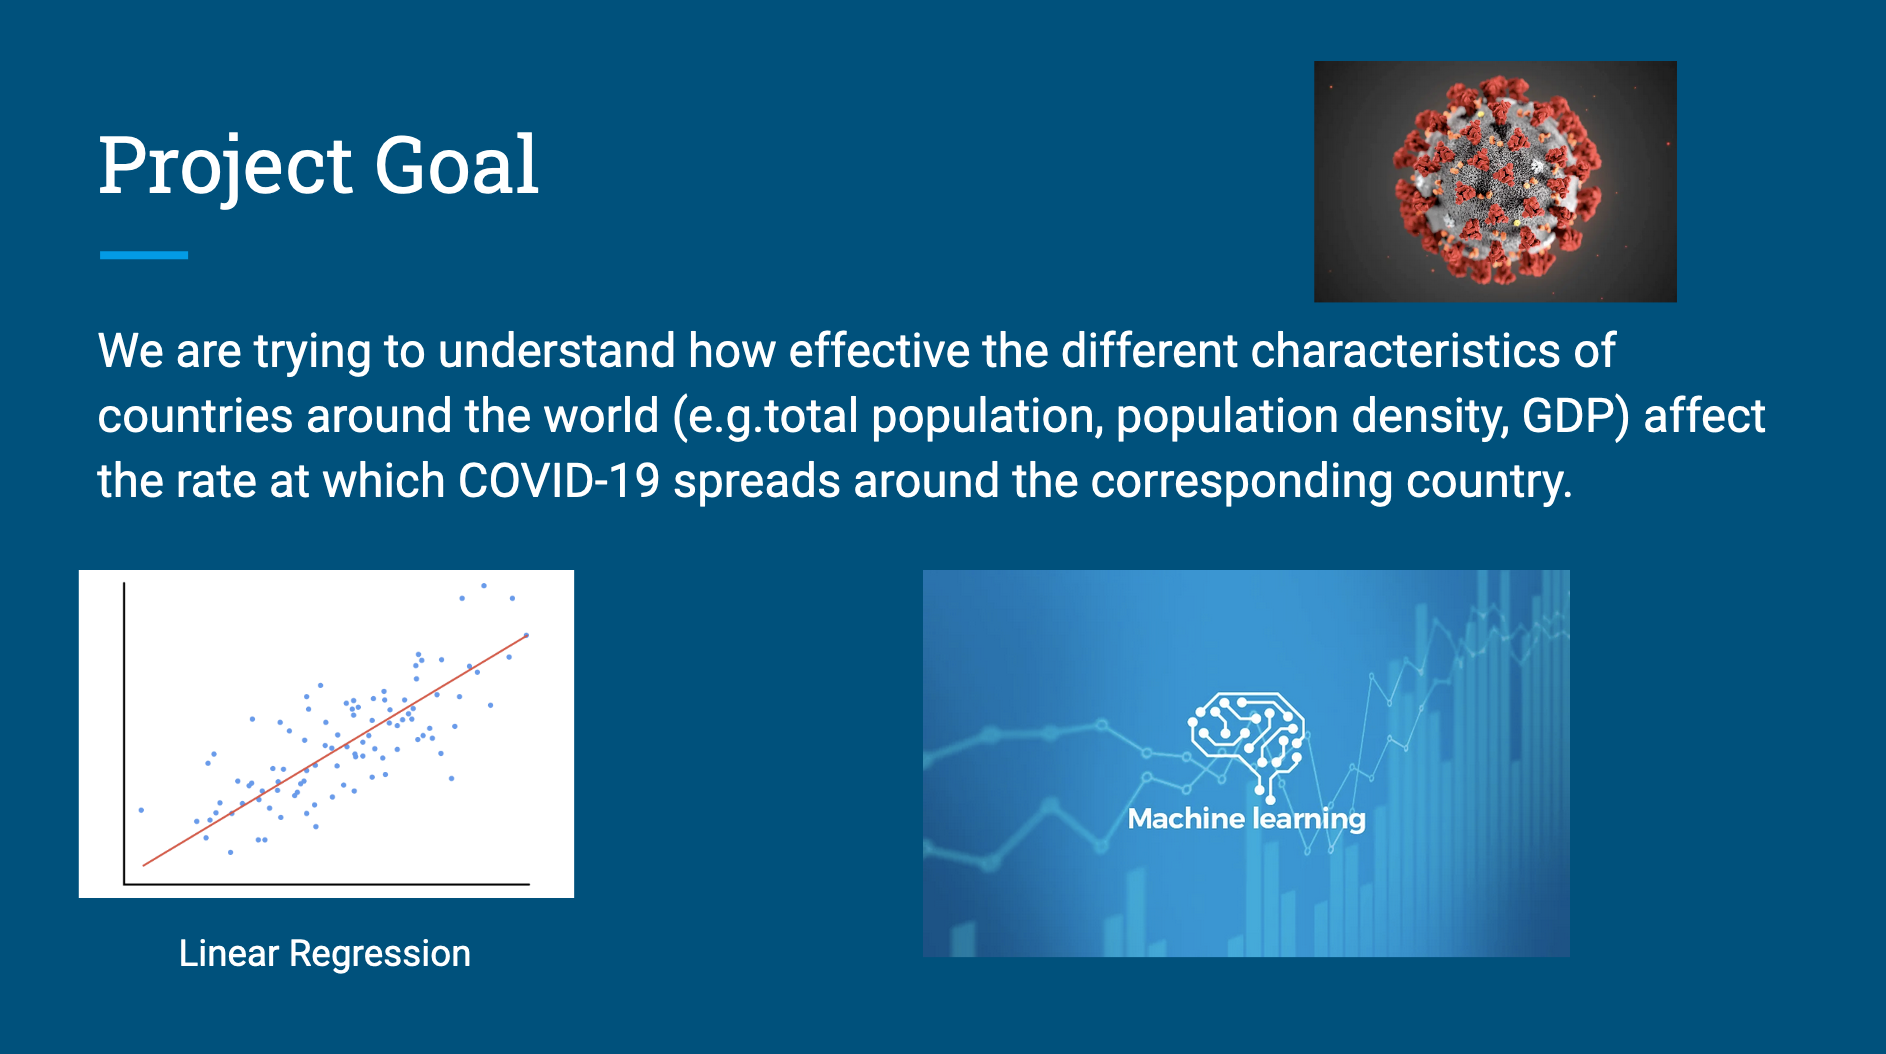 Project Goal
We are trying to understand how effective the different characteristics of
countries around the world (e.g.total population, population density, GDP) affect
the rate at which COVID-19 spreads around the corresponding country.
Linear Regression
Machine learning